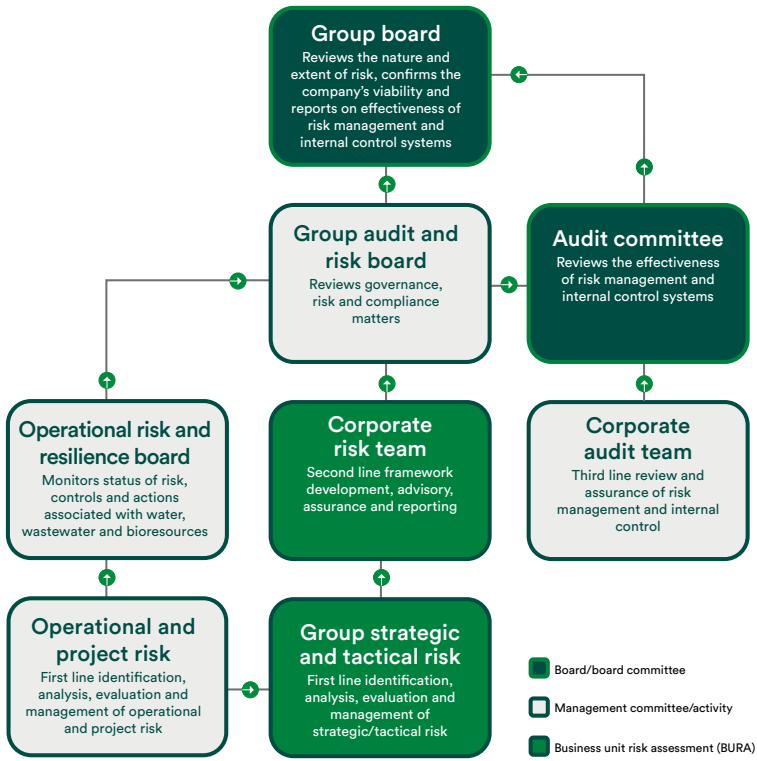 Group board
Reviews the nature and
extent of risk, confirms the
company's viability and
reports on effectiveness of
risk management and
internal control systems
Group audit and
risk board
Reviews governance,
risk and compliance
matters
Audit committee
Reviews the effectiveness
of risk management and
internal control systems
Operational risk and
resilience board
Monitors status of risk,
controls and actions
associated with water,
wastewater and bioresources
Corporate
risk team
Second line framework
development, advisory,
assurance and reporting
Corporate
audit team
Third line review and
assurance of risk
management and internal
control
Operational and
project risk
First line identification,
analysis, evaluation and
management of operational
and project risk
Group strategic
and tactical risk
First line identification,
analysis, evaluation and
management of
strategic/tactical risk
Board/board committee
Management committee/activity
Business unit risk assessment (BURA)